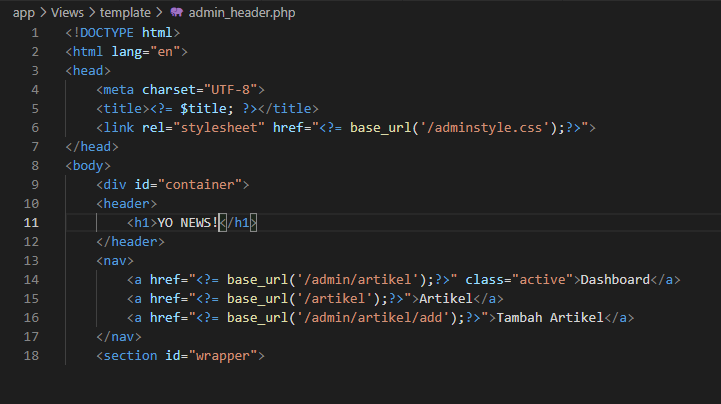 app > Views > template > admin_header.php
1 <!DOCTYPE html>
2 <html lang="en">
3 <head>
4 <meta charset="UTF-8">
5 <title><?= $title; ?></title>
6 <link rel="stylesheet" href="<?= base_url('/adminstyle.css');?>">
7 </head>
8 <body>
9 <div id="container">
10 <header>
11 <h1>YO NEWS!</h1>
12 </header>
13 <nav>
14 <a href="<?= base_url('/admin/artikel');?>" class="active">Dashboard</a>
15 <a href="<?= base_url('/artikel');?>">Artikel</a>
16 <a href="<?= base_url('/admin/artikel/add');?>">Tambah Artikel</a>
17 </nav>
18 <section id="wrapper">